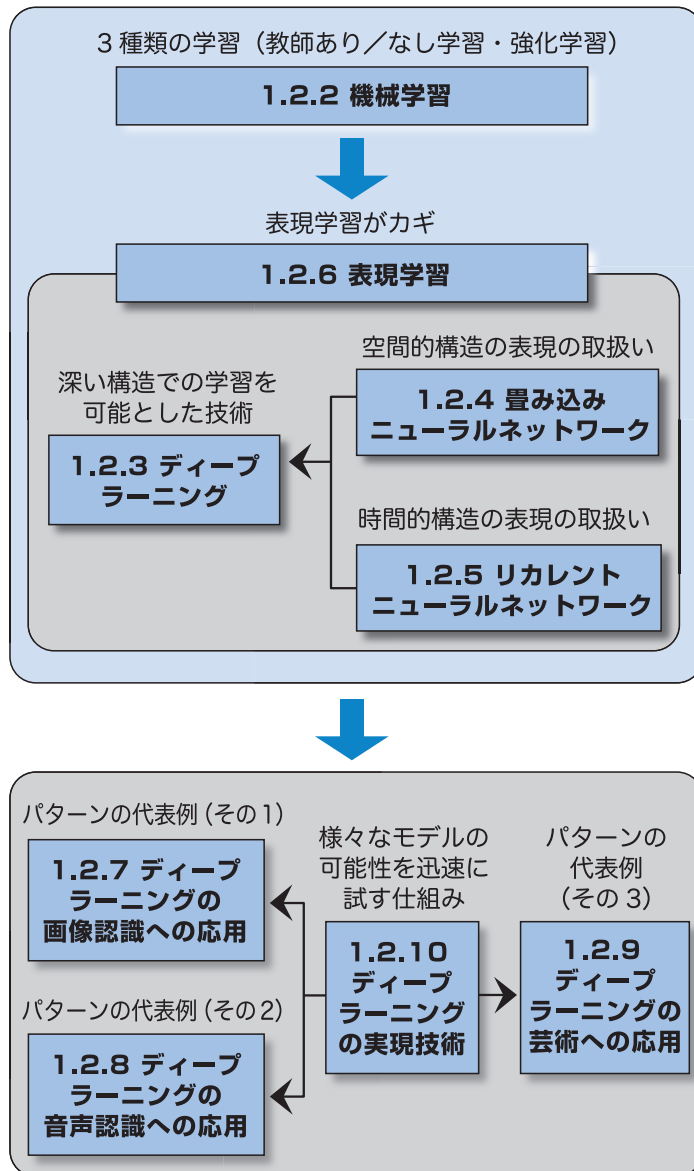 3種類の学習（教師あり／なし学習・強化学習）
1.2.2 機械学習
表現学習がカギ
1.2.6 表現学習
空間的構造の表現の取扱い
1.2.4 畳み込み
ニューラルネットワーク
深い構造での学習を
可能とした技術
1.2.3 ディープ
ラーニング
時間的構造の表現の取扱い
1.2.5 リカレント
ニューラルネットワーク
パターンの代表例（その1）
1.2.7 ディープ
ラーニングの
画像認識への応用
パターンの代表例（その2）
1.2.8 ディープ
ラーニングの
音声認識への応用
様々なモデルの
可能性を迅速に
試す仕組み
1.2.10
ディープ
ラーニング
の実現技術
パターンの
代表例
（その3）
1.2.9
ディープ
ラーニングの
芸術への応用